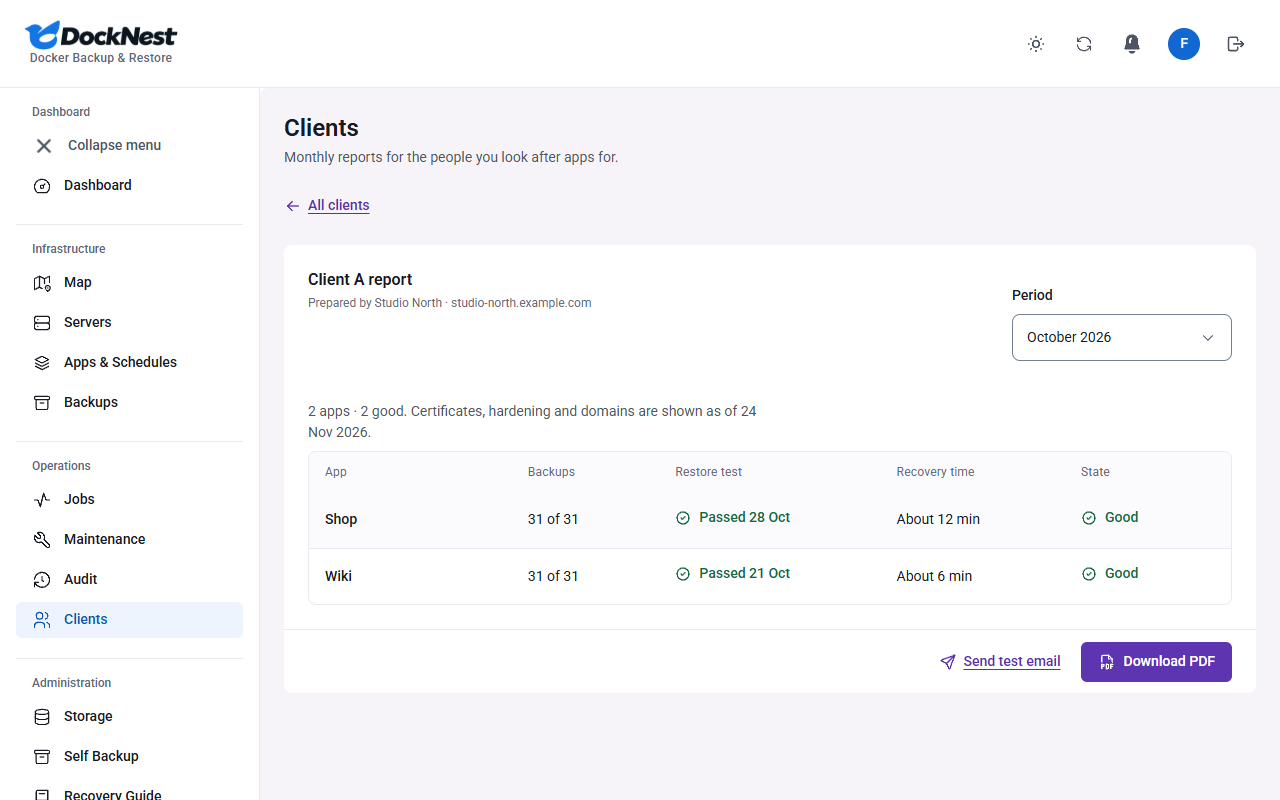 DockNest
Docker Backup & Restore
F
Dashboard
Collapse menu
Dashboard
Infrastructure
Map
Servers
Apps & Schedules
Backups
Operations
Jobs
Maintenance
Audit
Clients
Administration
Storage
Self Backup
Recovery Guide
Clients
Monthly reports for the people you look after apps for.
All clients
Client A report
Prepared by Studio North · studio-north.example.com
Period
October 2026
2 apps · 2 good. Certificates, hardening and domains are shown as of 24
Nov 2026.
App Backups Restore test Recovery time State
Shop 31 of 31 Passed 28 Oct About 12 min Good
Wiki 31 of 31 Passed 21 Oct About 6 min Good
Send test email
PDF Download PDF